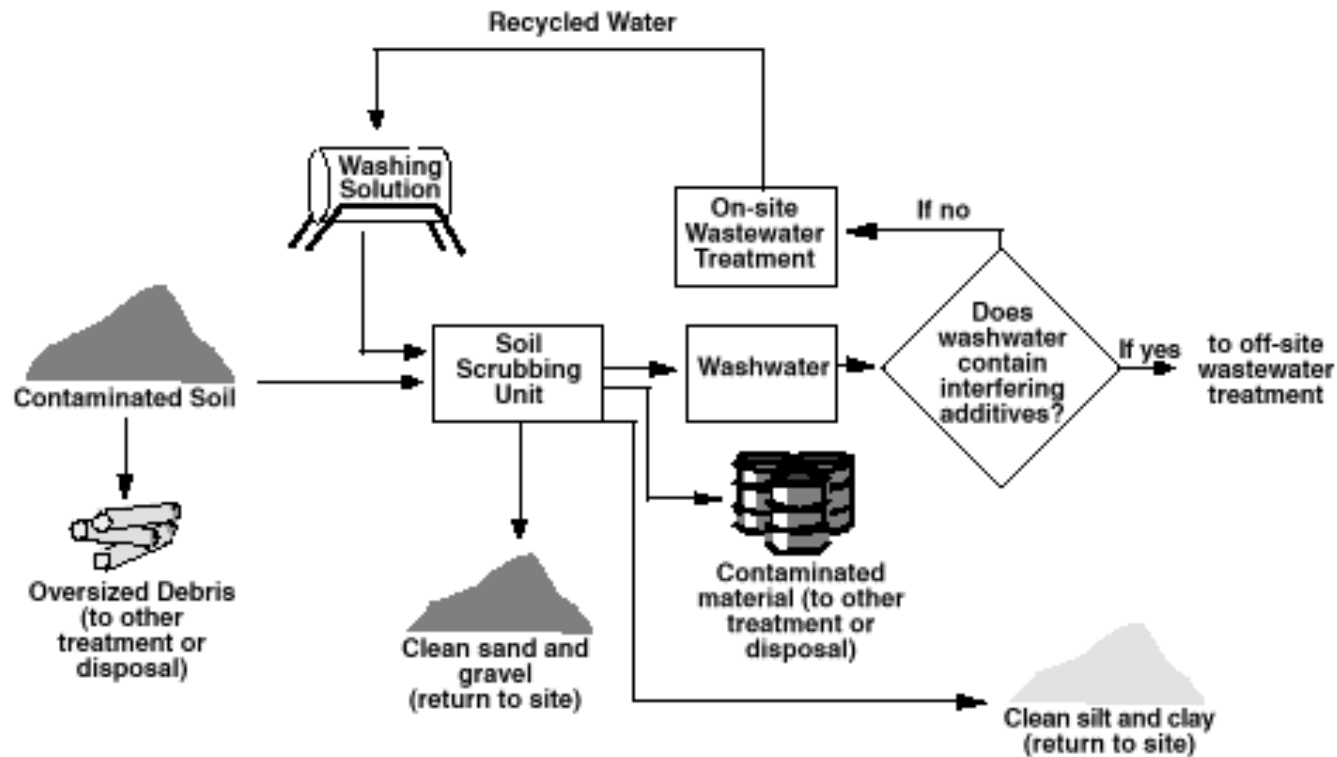 Recycled Water
Washing
Solution
On-site
Wastewater
Treatment
If no
Does
washwater
contain
interfering
additives?
If yes
to off-site
wastewater
treatment
Contaminated Soil
Soil
Scrubbing
Unit
Washwater
Oversized Debris
(to other
treatment or
disposal)
Clean sand and
gravel
(return to site)
Contaminated
material (to other
treatment or
disposal)
Clean silt and clay
(return to site)